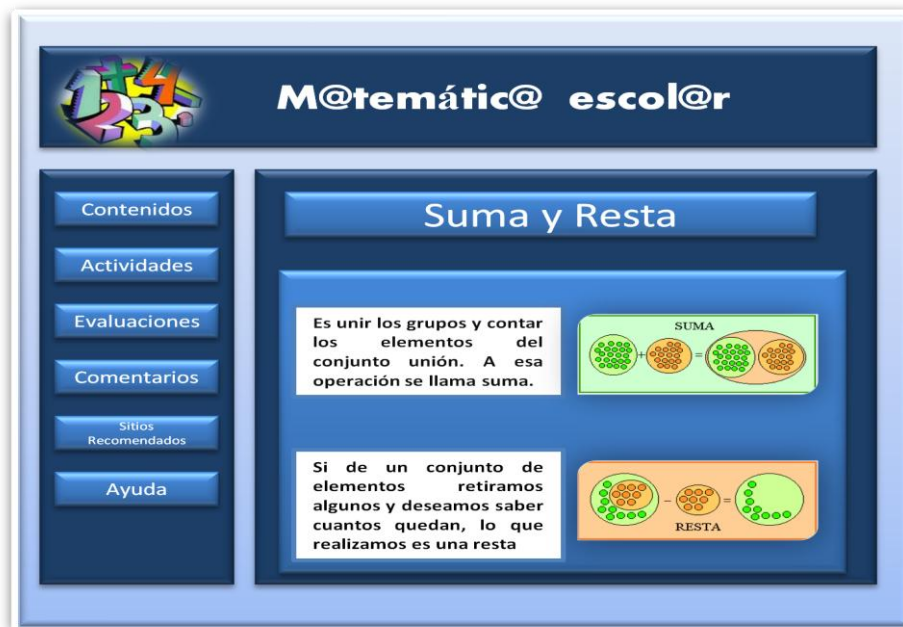 M@temátic@ escol@r
Contenidos
Actividades
Evaluaciones
Comentarios
Sitios
Recomendados
Ayuda
Suma y Resta
Es unir los grupos y contar
los elementos del
conjunto unión. A esa
operación se llama suma.
SUMA
+ =
Si de un conjunto de
elementos retiramos
algunos y deseamos saber
cuantos quedan, lo que
realizamos es una resta
- =
RESTA